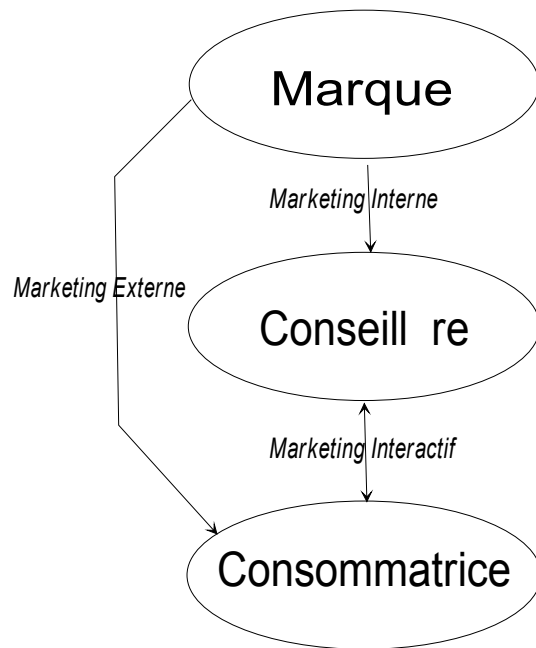 Marque
Marketing Interne
Marketing Externe
Conseill re
Marketing Interactif
Consommatrice